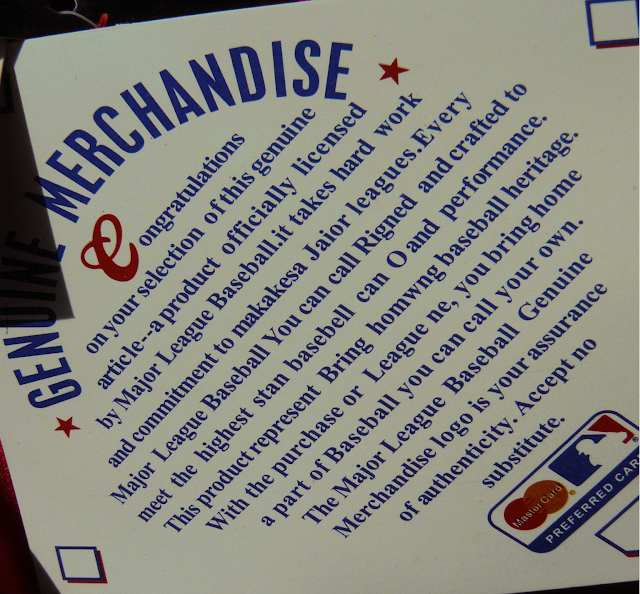 GENUINE MERCHANDISE
Congratulations
on your selection of this genuine
article--a product officially licensed
by Major League Baseball.it takes hard work
and commitment to makakesa Jaior leagues.Every
Major League Baseball You can call Rigned and crafted to
meet the highest stan basebell can O and performance.
This product represent Bring homwng baseball heritage.
With the purchase or League ne, you bring home
a part of Baseball you can call your own.
The Major League Baseball Genuine
Merchandise logo is your assurance
of authenticity. Accept no
substitute.
MasterCard
PREFERRED CAR